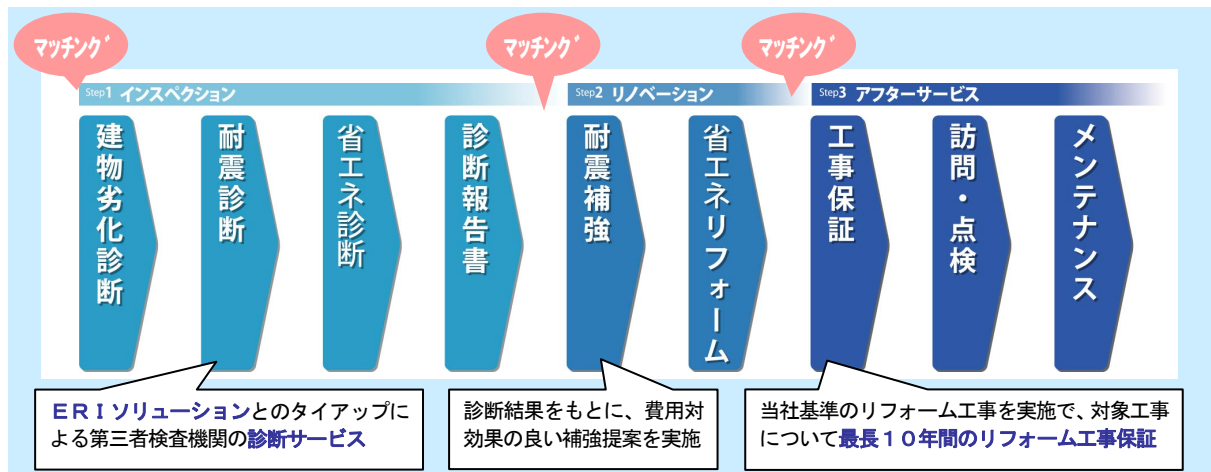 マッチング
マッチング
マッチング
Step1 インスペクション
Step2 リノベーション
Step3 アフターサービス
建物劣化診断
耐震診断
省エネ診断
診断報告書
耐震補強
省エネリフォーム
工事保証
訪問・点検
メンテナンス
ＥＲＩソリューションとのタイアップに
よる第三者検査機関の診断サービス
診断結果をもとに、費用対
効果の良い補強提案を実施
当社基準のリフォーム工事を実施で、対象工事
について最長１０年間のリフォーム工事保証